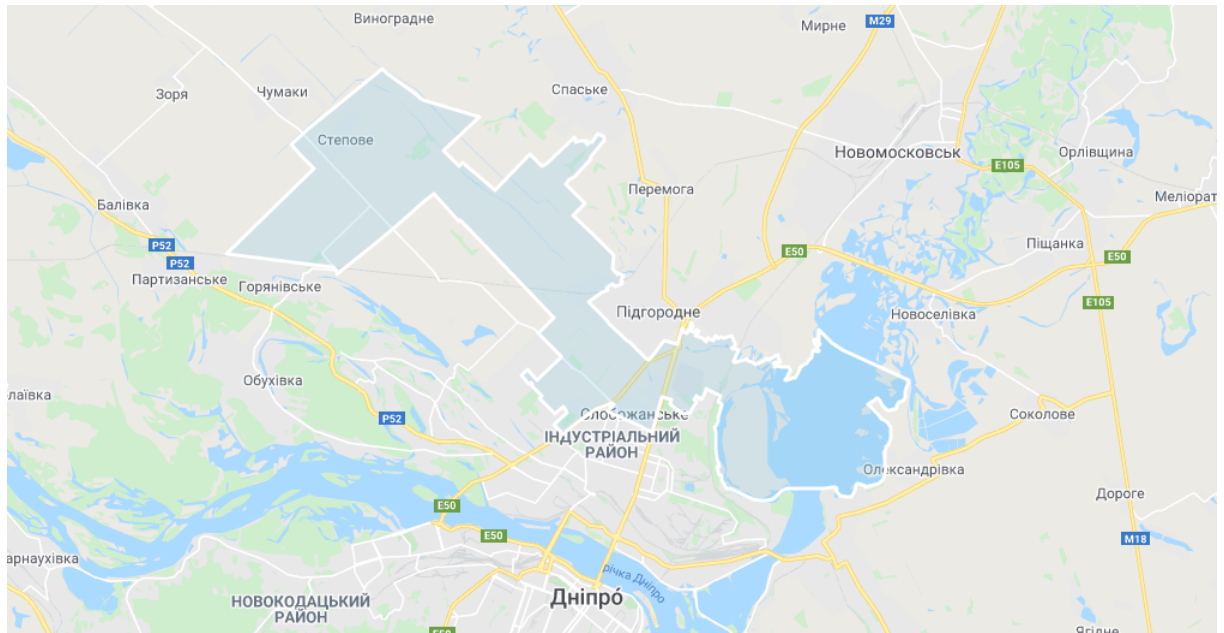 Виноградне
Мирне
M29
Зоря
Чумаки
Спаське
Степове
Новомосковськ
Орлівщина
E105
Перемога
Меліорат
Балівка
P52
P52
Піщанка
E50
E50
Партизанське
Горянівське
E105
Підгородне
Новоселівка
Обухівка
лаївка
P52
Слобожанське
Соколове
ІНДУСТРІАЛЬНИЙ
РАЙОН
Олександрівка
E50
Дороге
E50
M18
арнаухівка
річка Дніпро
НОВОКОДАЦЬКИЙ
РАЙОН
Дніпро́
E50
Ягідне